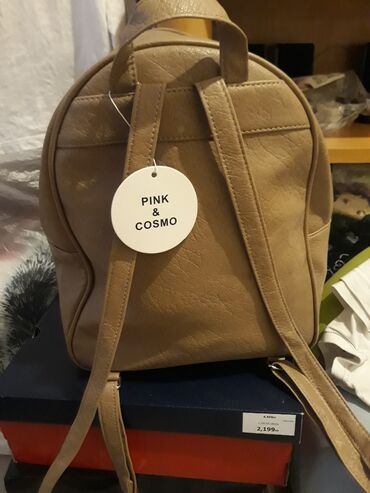 PINK
&
COSMO
2,199